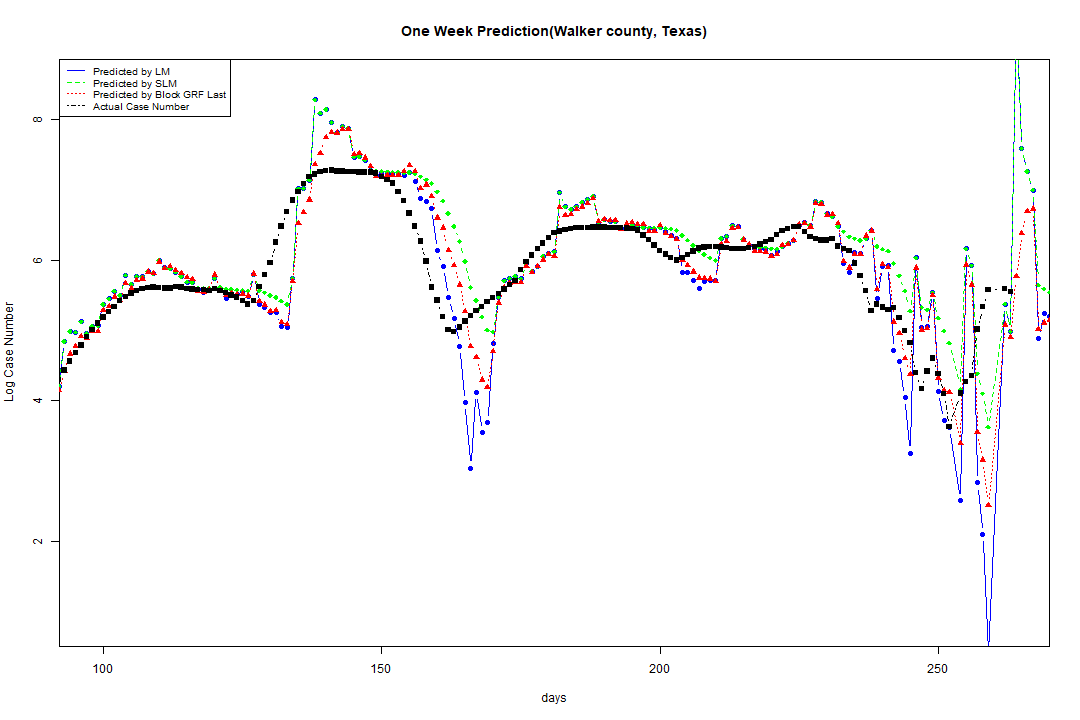 One Week Prediction(Walker county, Texas)
Predicted by LM
Predicted by SLM
Predicted by Block GRF Last
Actual Case Number
8
6
4
2
Log Case Number
100 150 200 250
days